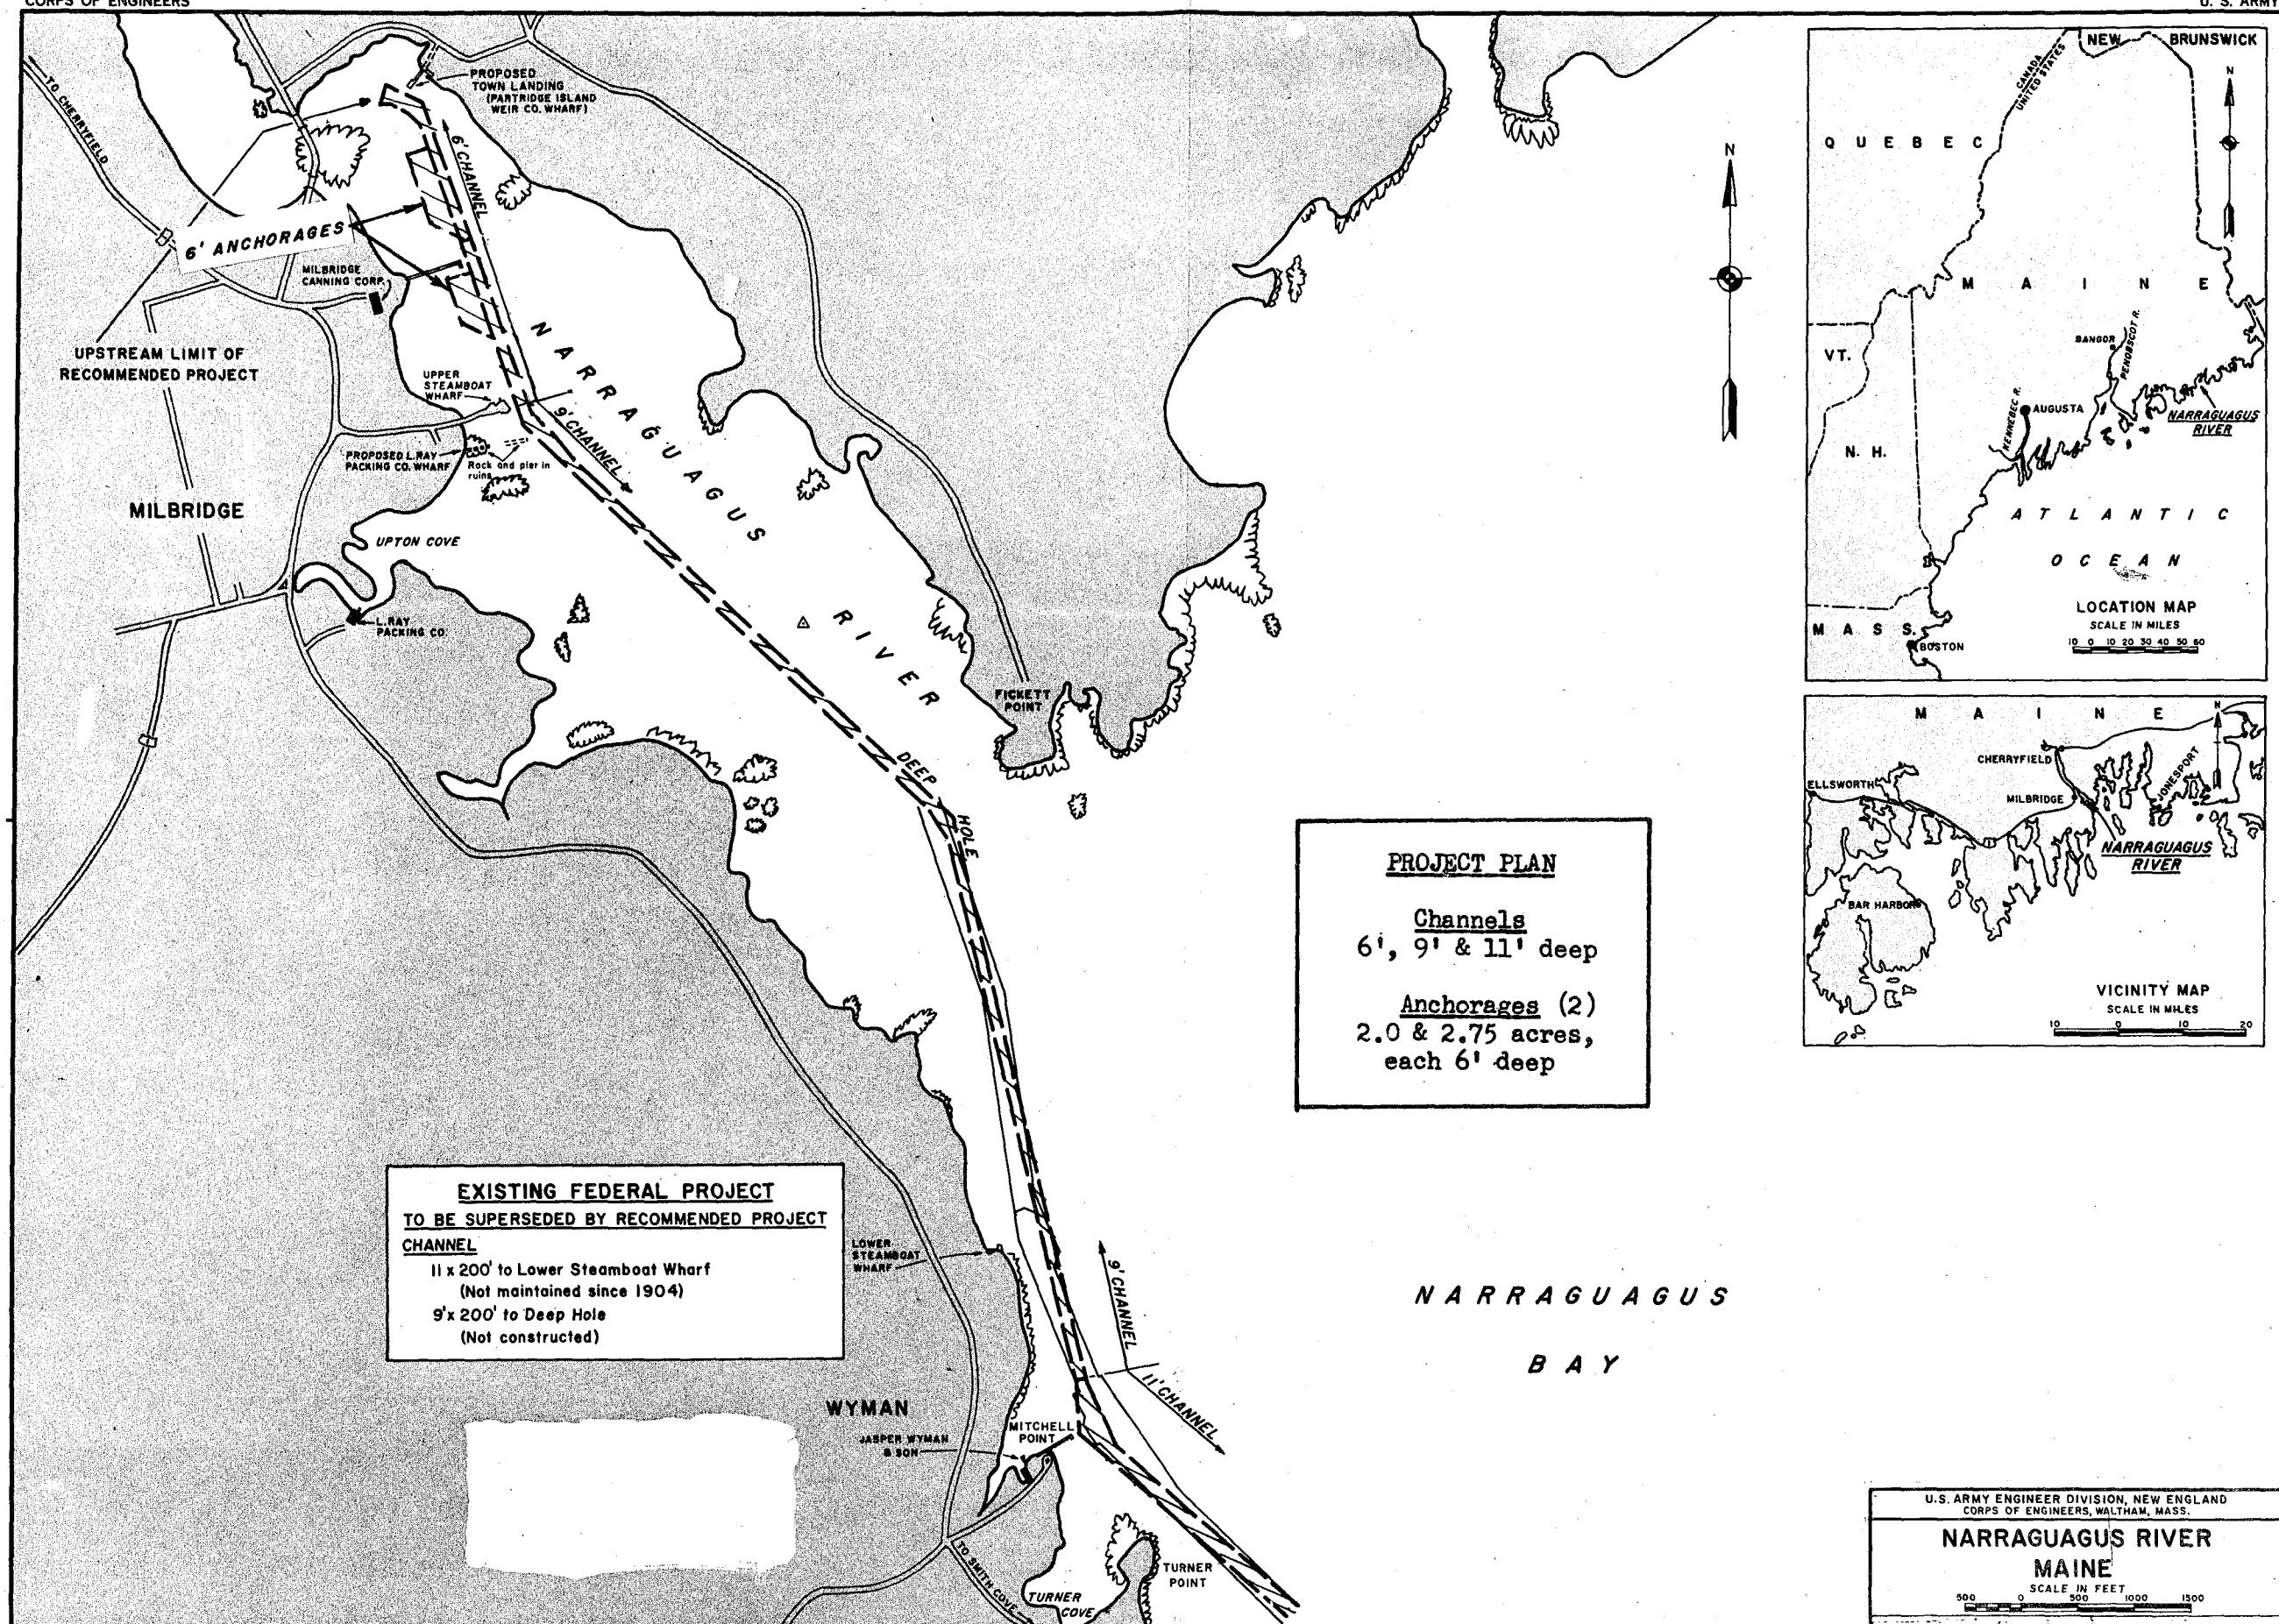 CORPS OF ENGINEERS
U. S. ARMY
TO CHERRYFIELD
PROPOSED
TOWN LANDING
(PARTRIDGE ISLAND
WEIR CO. WHARF)
6' CHANNEL
6' ANCHORAGES
MILBRIDGE
CANNING CORP.
UPSTREAM LIMIT OF
RECOMMENDED PROJECT
UPPER
STEAMBOAT
WHARF
9' CHANNEL
NARRAGUAGUS
RIVER
PROPOSED L.RAY
PACKING CO. WHARF
Rock and pier in
ruins
MILBRIDGE
UPTON COVE
L.RAY
PACKING CO.
FICKETT
POINT
DEEP
HOLE
N
PROJECT PLAN
Channels
6', 9' & 11' deep
Anchorages (2)
2.0 & 2.75 acres,
each 6' deep
EXISTING FEDERAL PROJECT
TO BE SUPERSEDED BY RECOMMENDED PROJECT
CHANNEL
11 x 200' to Lower Steamboat Wharf
(Not maintained since 1904)
9'x 200' to Deep Hole
(Not constructed)
LOWER
STEAMBOAT
WHARF
9' CHANNEL
11' CHANNEL
NARRAGUAGUS
BAY
WYMAN
JASPER WYMAN
& SON
MITCHELL
POINT
TO SMITH COVE
TURNER
COVE
TURNER
POINT
NEW BRUNSWICK
CANADA
UNITED STATES
N
QUEBEC
MAINE
VT.
N. H.
BANGOR
PENOBSCOT R.
KENNEBEC R.
AUGUSTA
NARRAGUAGUS
RIVER
ATLANTIC
OCEAN
MASS.
BOSTON
LOCATION MAP
SCALE IN MILES
10 0 10 20 30 40 50 60
MAINE
N
CHERRYFIELD
ELLSWORTH
MILBRIDGE
JONESPORT
NARRAGUAGUS
RIVER
BAR HARBOR
VICINITY MAP
SCALE IN MILES
10 0 10 20
U.S. ARMY ENGINEER DIVISION, NEW ENGLAND
CORPS OF ENGINEERS, WALTHAM, MASS.
NARRAGUAGUS RIVER
MAINE
SCALE IN FEET
500 0 500 1000 1500